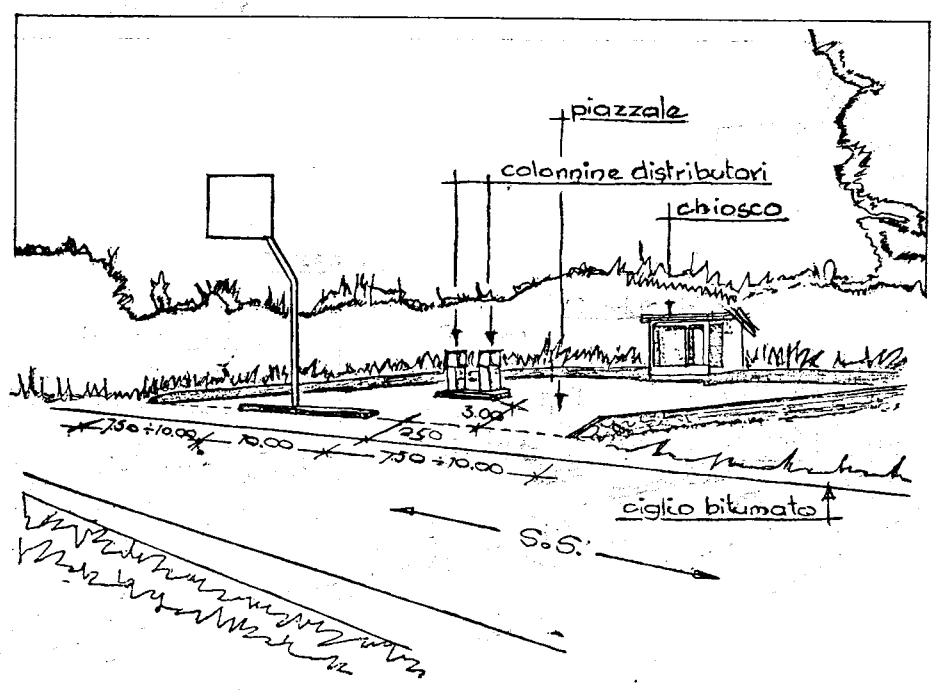 piazzale
colonnine distributori
chiosco
3.00
7.50÷10.00
10.00
2.50
7.50÷10.00
ciglio bitumato
S.S.